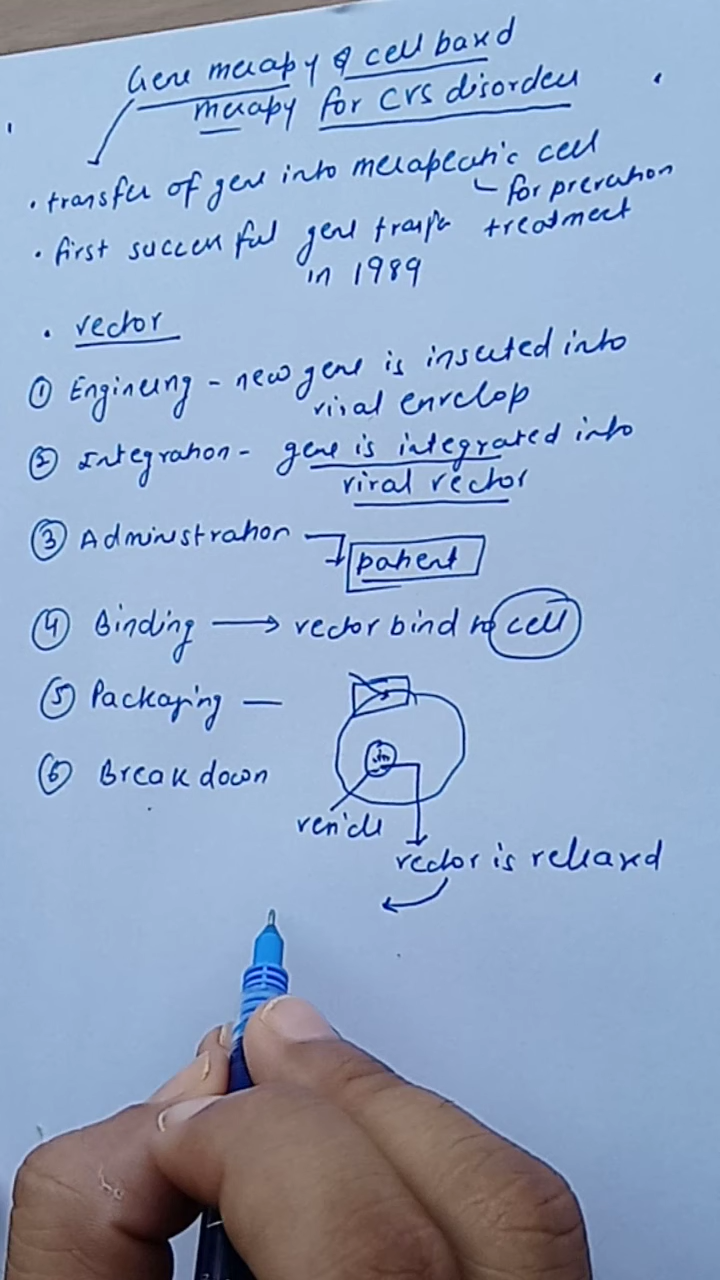 Gene therapy & cell based
therapy for CVS disorders
• transfer of gene into therapeutic cell
for prevention
• first successful gene transfer treatment
in 1989
• vector
① Engineering - new gene is inserted into
viral envelop
② Integration - gene is integrated into
viral vector
③ Administration
patient
④ Binding → vector bind to cell
⑤ Packaging —
⑥ Breakdown
vesicle
vector is released